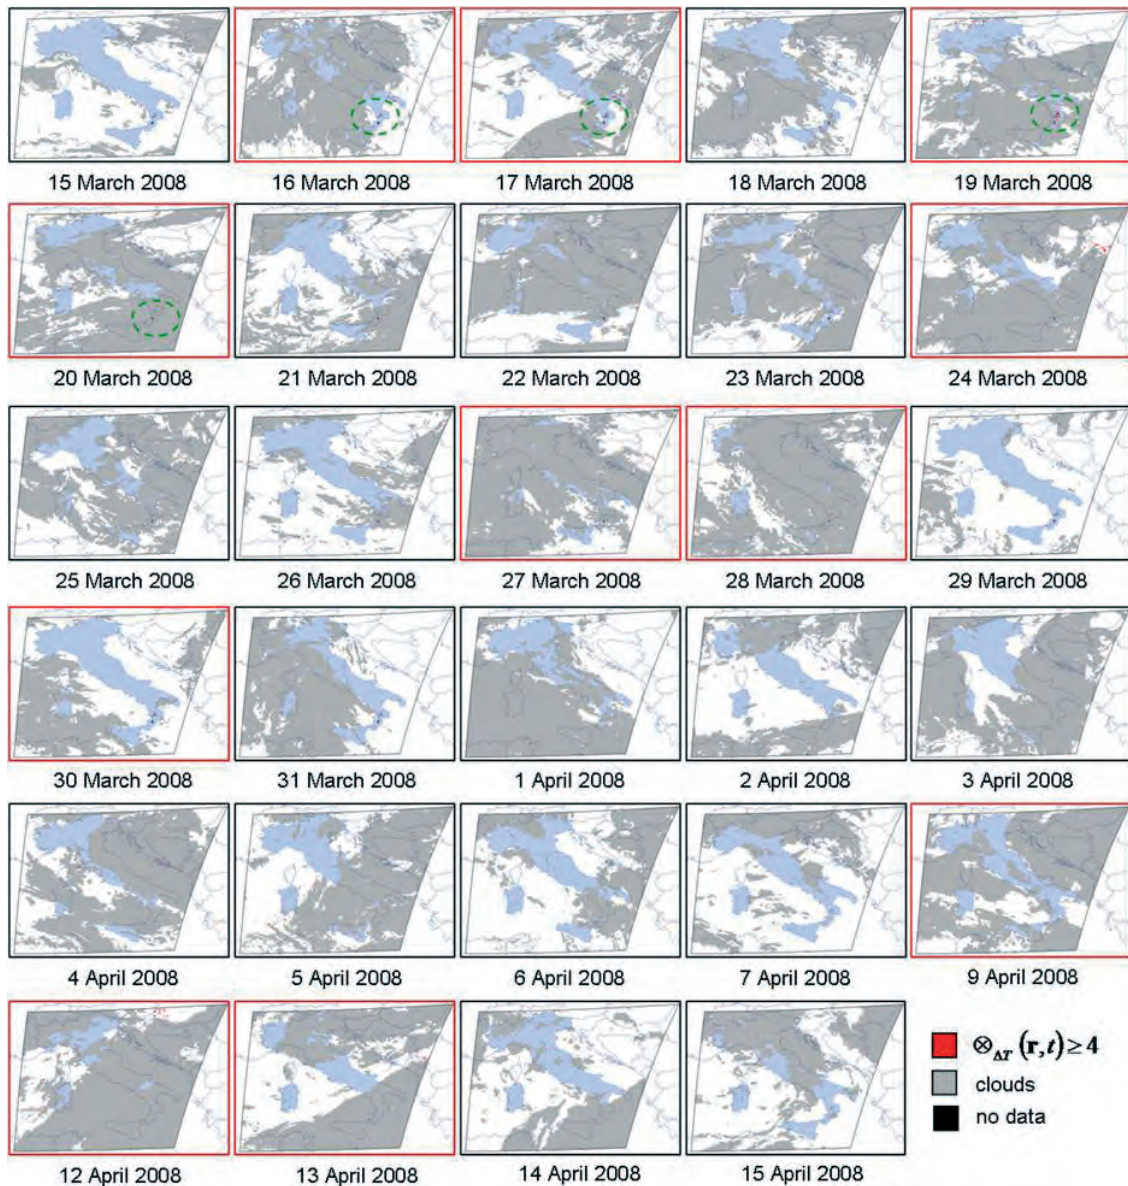 15 March 2008
16 March 2008
17 March 2008
18 March 2008
19 March 2008
20 March 2008
21 March 2008
22 March 2008
23 March 2008
24 March 2008
25 March 2008
26 March 2008
27 March 2008
28 March 2008
29 March 2008
30 March 2008
31 March 2008
1 April 2008
2 April 2008
3 April 2008
4 April 2008
5 April 2008
6 April 2008
7 April 2008
9 April 2008
⊗ΔT (r,t) ≥ 4
clouds
no data
12 April 2008
13 April 2008
14 April 2008
15 April 2008